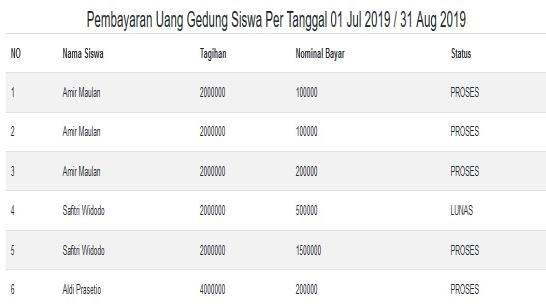 Pembayaran Uang Gedung Siswa Per Tanggal 01 Jul 2019 / 31 Aug 2019
NO Nama Siswa Tagihan Nominal Bayar Status
1 Amir Maulan 2000000 100000 PROSES
2 Amir Maulan 2000000 100000 PROSES
3 Amir Maulan 2000000 200000 PROSES
4 Safitri Widodo 2000000 500000 LUNAS
5 Safitri Widodo 2000000 1500000 PROSES
6 Aldi Prasetio 4000000 200000 PROSES